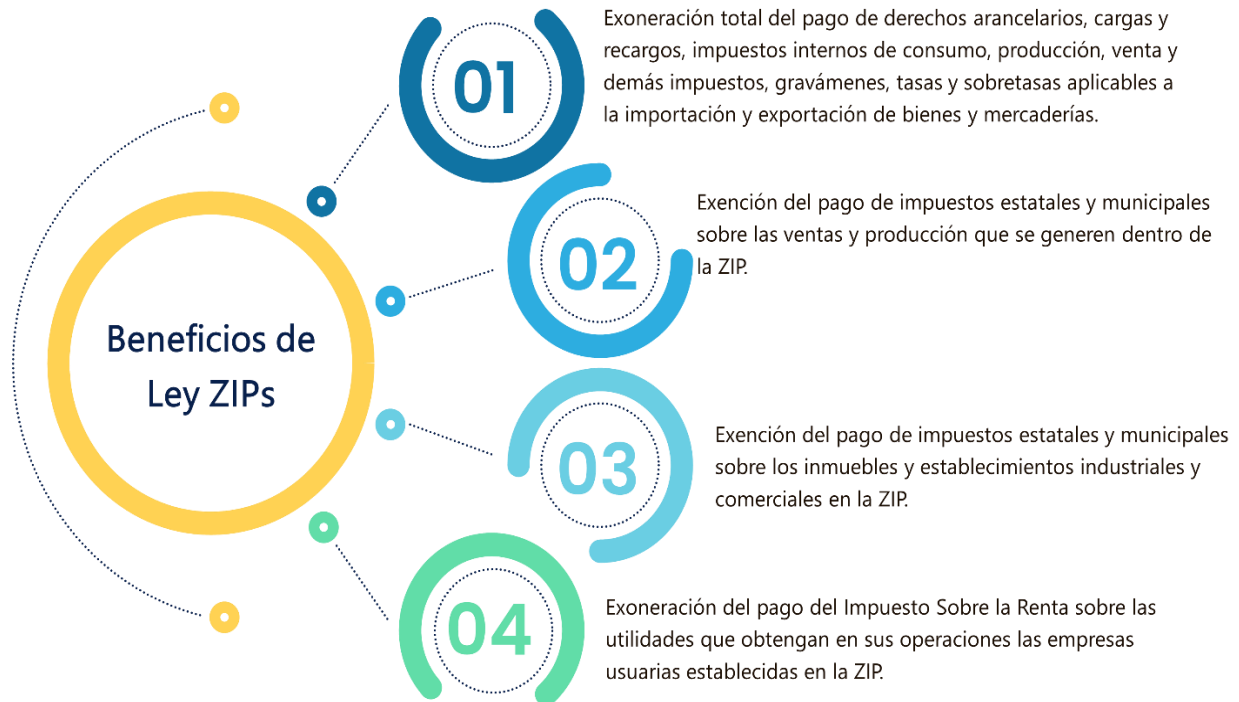 Beneficios de
Ley ZIPs
01
Exoneración total del pago de derechos arancelarios, cargas y
recargos, impuestos internos de consumo, producción, venta y
demás impuestos, gravámenes, tasas y sobretasas aplicables a
la importación y exportación de bienes y mercaderías.
02
Exención del pago de impuestos estatales y municipales
sobre las ventas y producción que se generen dentro de
la ZIP.
03
Exención del pago de impuestos estatales y municipales
sobre los inmuebles y establecimientos industriales y
comerciales en la ZIP.
04
Exoneración del pago del Impuesto Sobre la Renta sobre las
utilidades que obtengan en sus operaciones las empresas
usuarias establecidas en la ZIP.